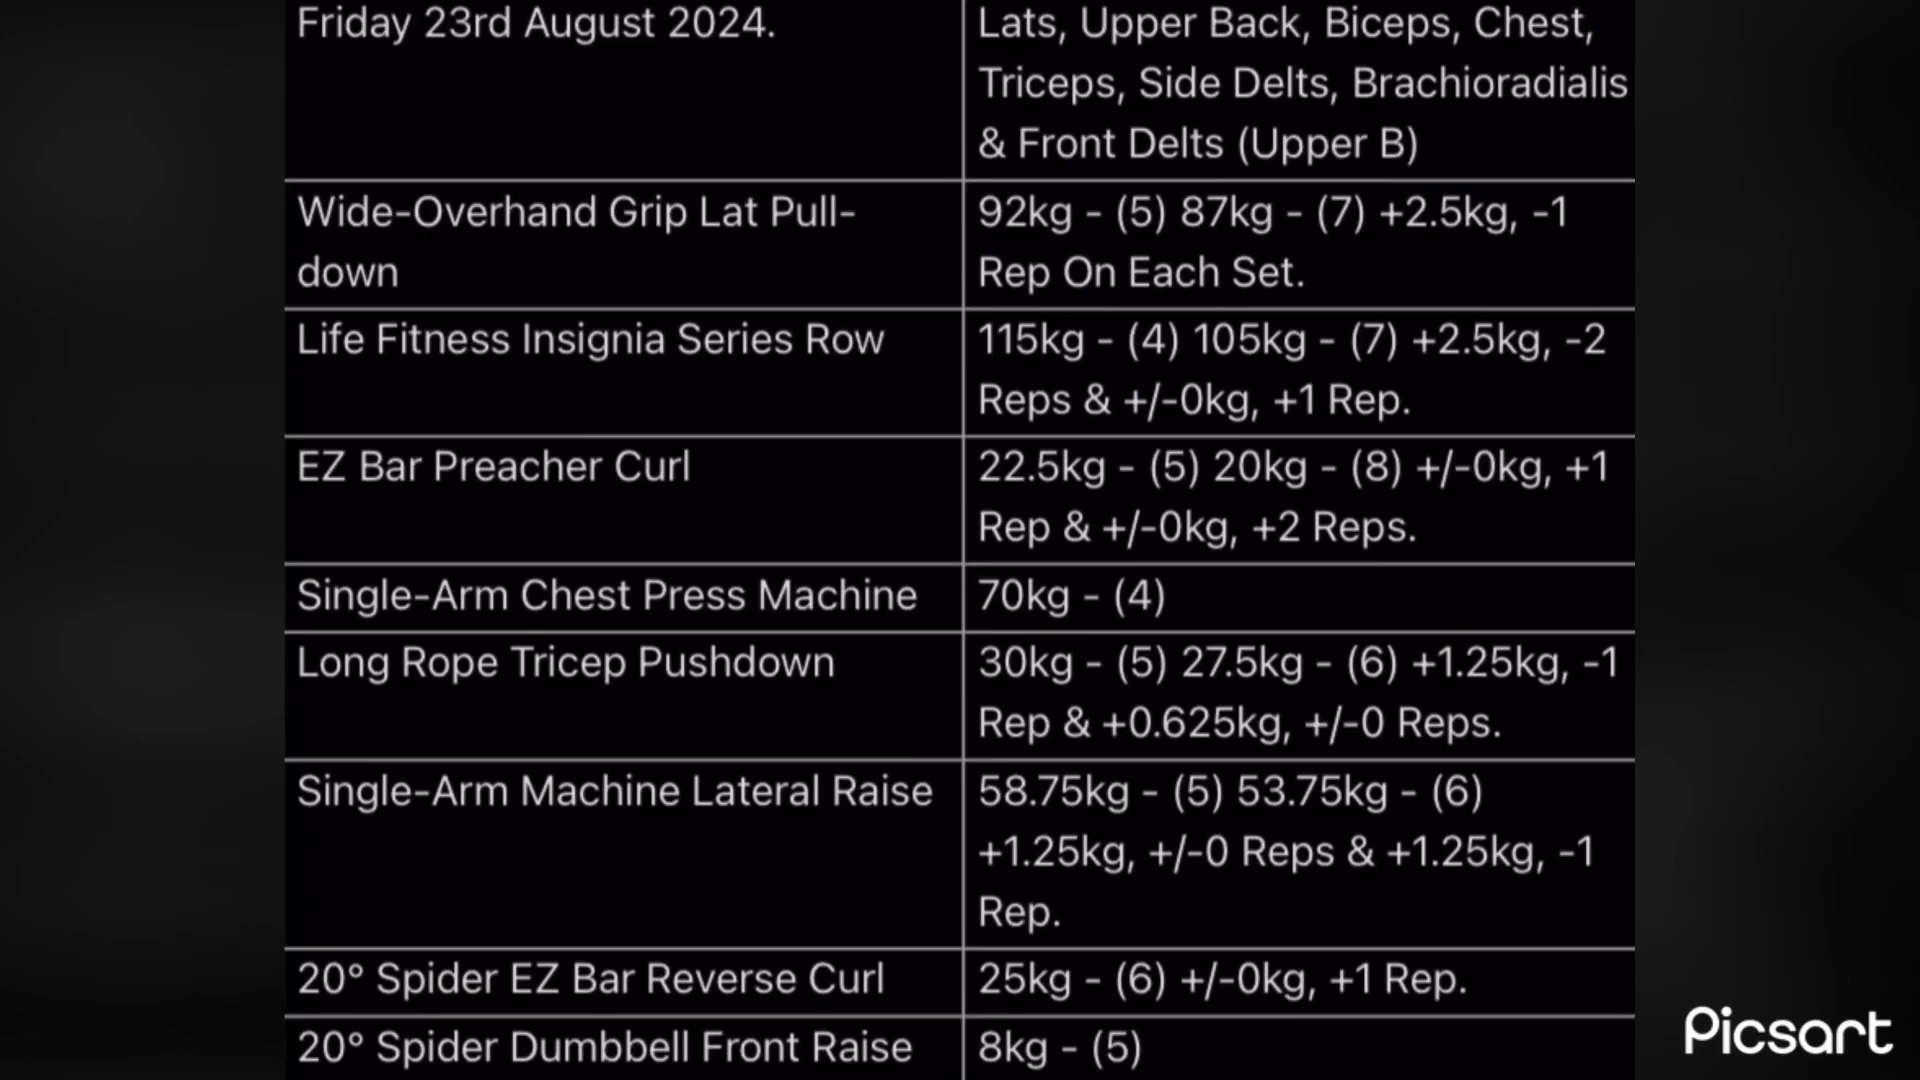 Friday 23rd August 2024.
Lats, Upper Back, Biceps, Chest,
Triceps, Side Delts, Brachioradialis
& Front Delts (Upper B)
Wide-Overhand Grip Lat Pull-
down
92kg - (5) 87kg - (7) +2.5kg, -1
Rep On Each Set.
Life Fitness Insignia Series Row
115kg - (4) 105kg - (7) +2.5kg, -2
Reps & +/-0kg, +1 Rep.
EZ Bar Preacher Curl
22.5kg - (5) 20kg - (8) +/-0kg, +1
Rep & +/-0kg, +2 Reps.
Single-Arm Chest Press Machine
70kg - (4)
Long Rope Tricep Pushdown
30kg - (5) 27.5kg - (6) +1.25kg, -1
Rep & +0.625kg, +/-0 Reps.
Single-Arm Machine Lateral Raise
58.75kg - (5) 53.75kg - (6)
+1.25kg, +/-0 Reps & +1.25kg, -1
Rep.
20° Spider EZ Bar Reverse Curl
25kg - (6) +/-0kg, +1 Rep.
20° Spider Dumbbell Front Raise
8kg - (5)
Picsart